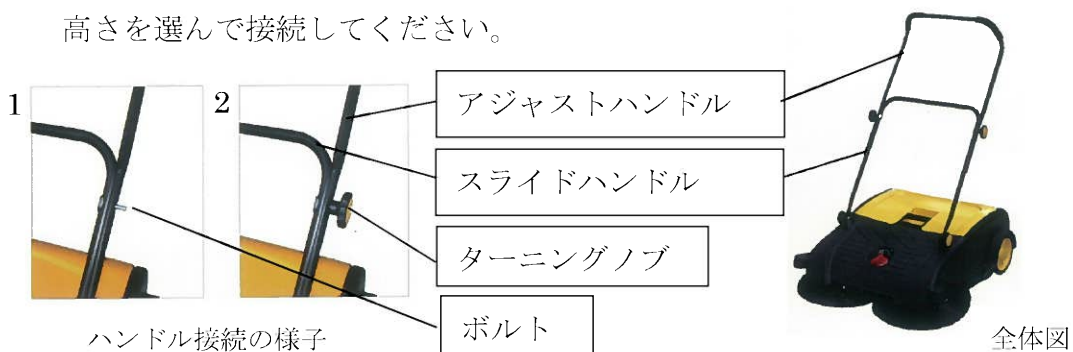 高さを選んで接続してください。
1
2
アジャストハンドル
スライドハンドル
ターニングノブ
ボルト
ハンドル接続の様子
全体図